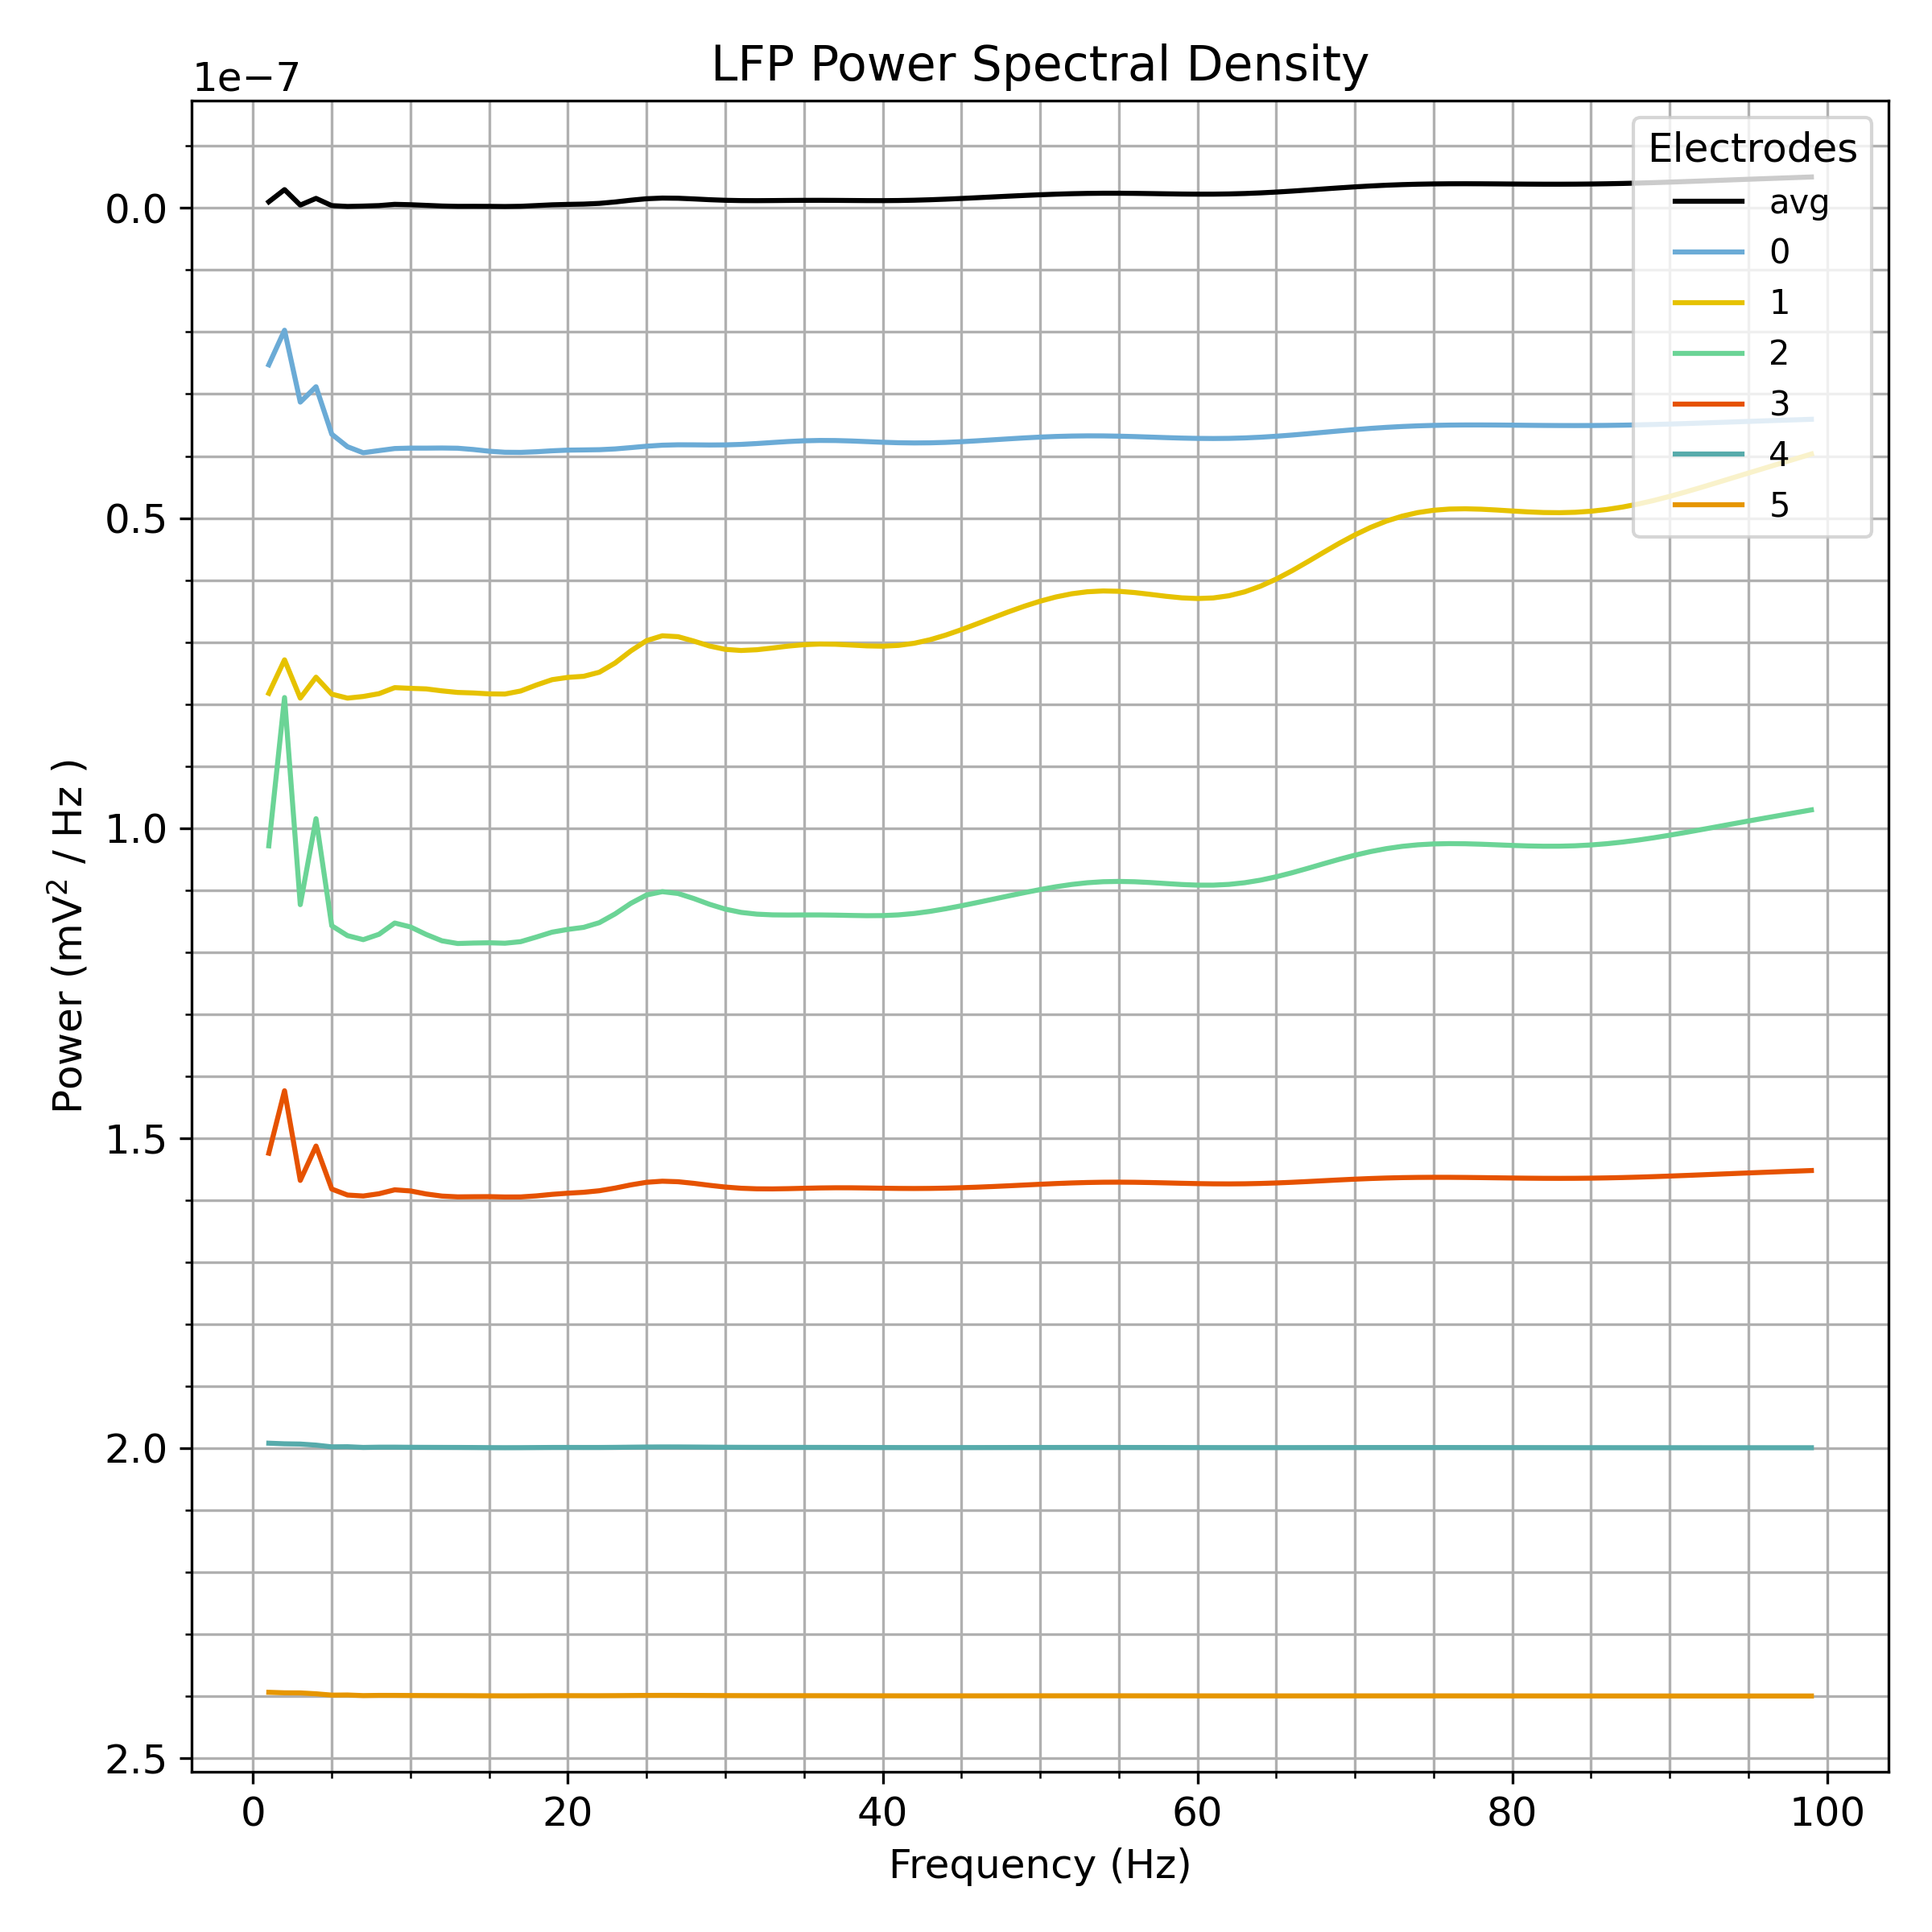 LFP Power Spectral Density
1e−7
Electrodes
avg
0
1
2
3
4
5
0.0
0.5
1.0
1.5
2.0
2.5
Power (mV² / Hz )
0 20 40 60 80 100
Frequency (Hz)